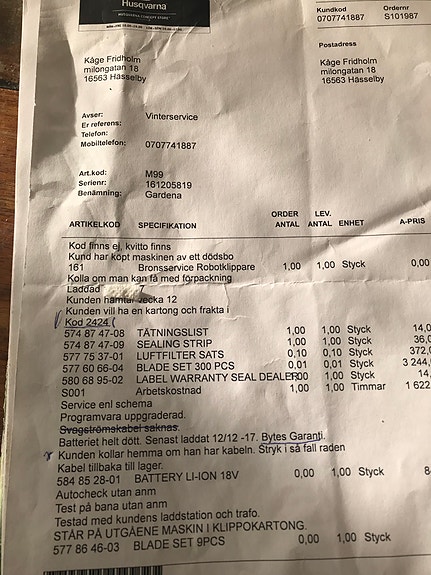 Husqvarna
Kundkod Ordernr
0707741887 S101987
Postadress
Kåge Fridholm
milongatan 18
16563 Hässelby
Kåge Fridholm
milongatan 18
16563 Hässelby
Avser: Vinterservice
Er referens:
Telefon:
Mobiltelefon: 0707741887
Art.kod: M99
Serienr: 161205819
Benämning: Gardena
ARTIKELKOD SPECIFIKATION ORDER ANTAL LEV. ANTAL ENHET A-PRIS
Kod finns ej, kvitto finns
Kund har köpt maskinen av ett dödsbo
161 Bronsservice Robotklippare 1,00 1,00 Styck 0,00
Kolla om man kan få med förpackning
Laddad 7
Kunden hämtar vecka 12
Kunden vill ha en kartong och frakta i
Kod 2424.
574 87 47-08 TÄTNINGSLIST 1,00 1,00 Styck 14,0
574 87 47-09 SEALING STRIP 1,00 1,00 Styck 36,0
577 75 37-01 LUFTFILTER SATS 0,10 0,10 Styck 372,
577 60 66-04 BLADE SET 300 PCS 0,01 0,01 Styck 3 244,
580 68 95-02 LABEL WARRANTY SEAL DEALER 1,00 Styck 14,
S001 Arbetskostnad 1,00 1,00 Timmar 1 622
Service enl schema
Programvara uppgraderad.
Svagströmskabel saknas.
Batteriet helt dött. Senast laddat 12/12 -17. Bytes Garanti.
Kunden kollar hemma om han har kabeln. Stryk i så fall raden
Kabel tillbaka till lager.
584 85 28-01 BATTERY LI-ION 18V 0,00 1,00 Styck 8
Autocheck utan anm
Test på bana utan anm
Testad med kundens laddstation och trafo.
STÅR PÅ UTGÅENE MASKIN I KLIPPOKARTONG.
577 86 46-03 BLADE SET 9PCS 0,00 1,00 Styck